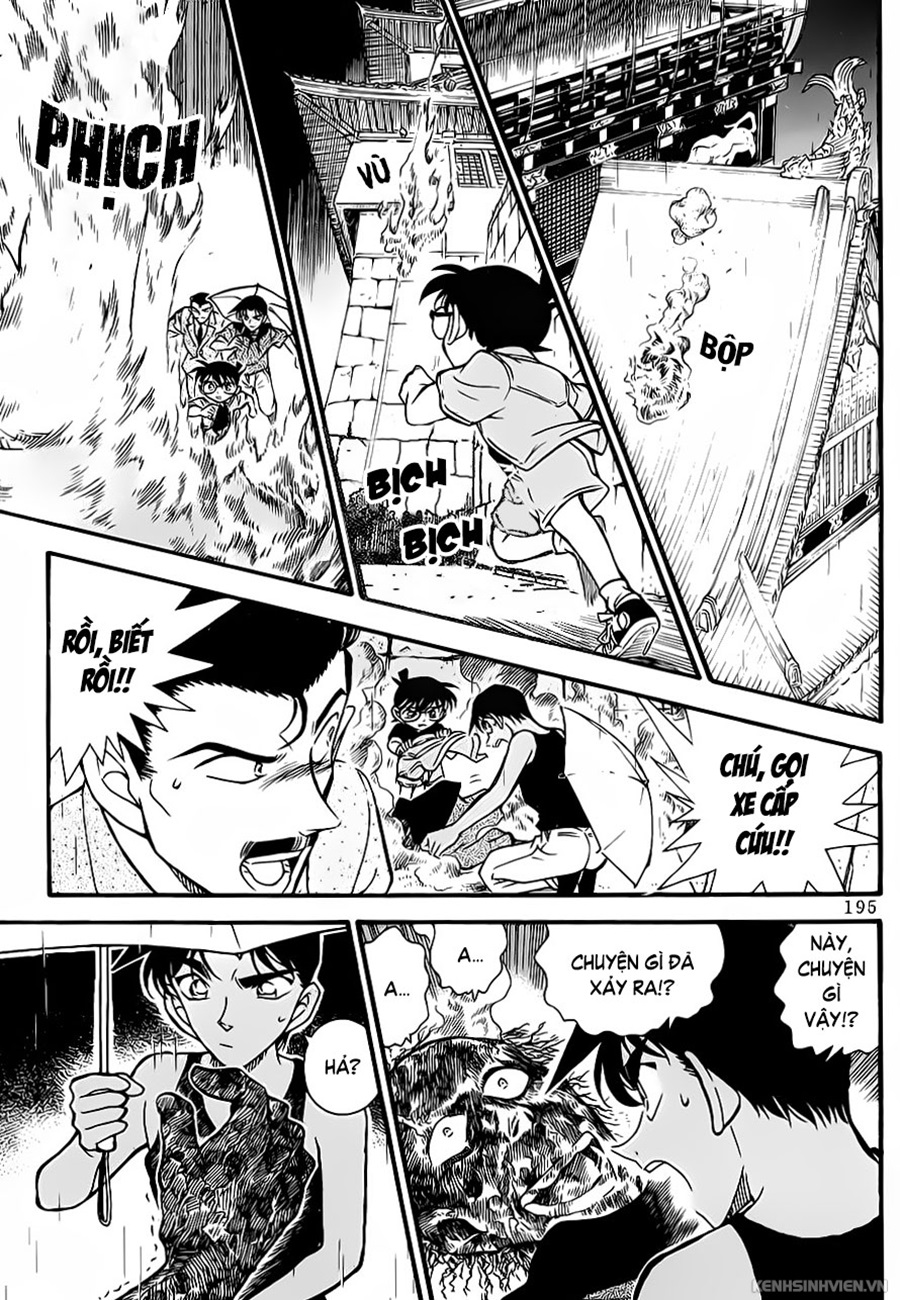 BỘP
VÙ
BỊCH
BỊCH
PHỊCH
CHÚ, GỌI
XE CẤP
CỨU!!
RỒI, BIẾT
RỒI!!
195
NÀY,
CHUYỆN
GÌ
VẬY!?
CHUYỆN GÌ ĐÃ
XẢY RA!?
A...
A...
HẢ?
KENHSINHVIEN.VN